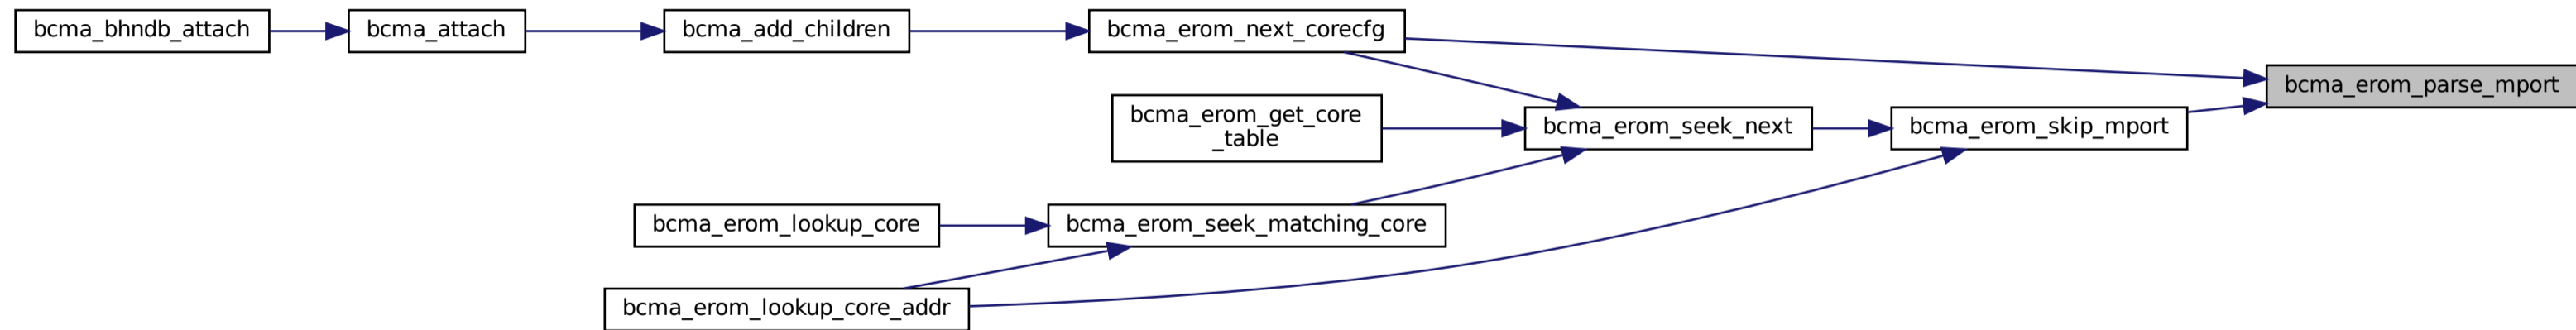 bcma_bhndb_attach
bcma_attach
bcma_add_children
bcma_erom_next_corecfg
bcma_erom_parse_mport
bcma_erom_get_core
_table
bcma_erom_seek_next
bcma_erom_skip_mport
bcma_erom_lookup_core
bcma_erom_seek_matching_core
bcma_erom_lookup_core_addr